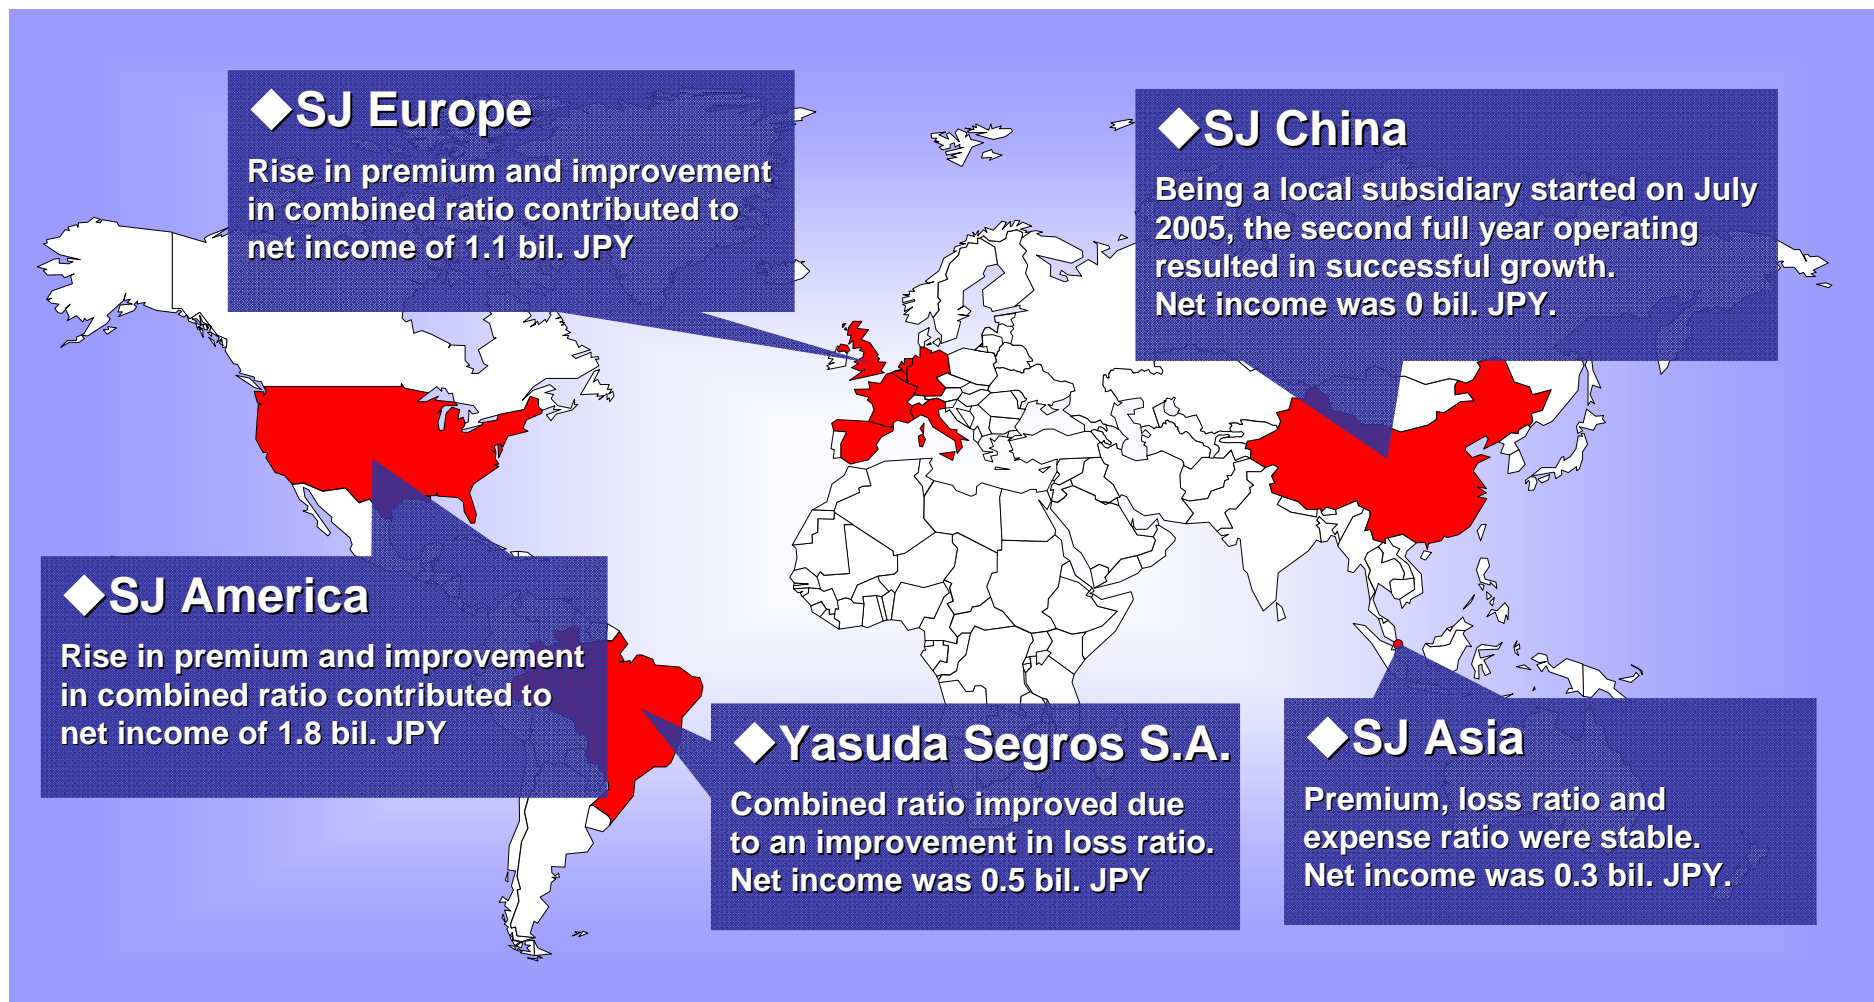 ◆SJ Europe
Rise in premium and improvement
in combined ratio contributed to
net income of 1.1 bil. JPY
◆SJ China
Being a local subsidiary started on July
2005, the second full year operating
resulted in successful growth.
Net income was 0 bil. JPY.
◆SJ America
Rise in premium and improvement
in combined ratio contributed to
net income of 1.8 bil. JPY
◆Yasuda Segros S.A.
Combined ratio improved due
to an improvement in loss ratio.
Net income was 0.5 bil. JPY
◆SJ Asia
Premium, loss ratio and
expense ratio were stable.
Net income was 0.3 bil. JPY.